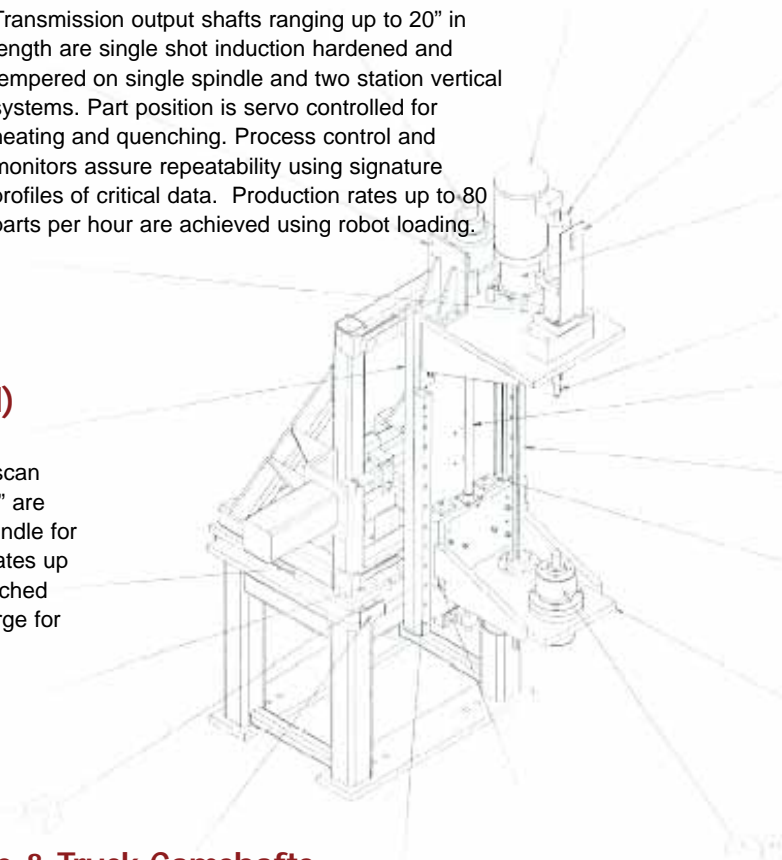 Transmission output shafts ranging up to 20” in
length are single shot induction hardened and
tempered on single spindle and two station vertical
systems. Part position is servo controlled for
heating and quenching. Process control and
monitors assure repeatability using signature
profiles of critical data. Production rates up to 80
parts per hour are achieved using robot loading.
)
scan
” are
ndle for
ates up
ched
rge for
& Truck Camshafts